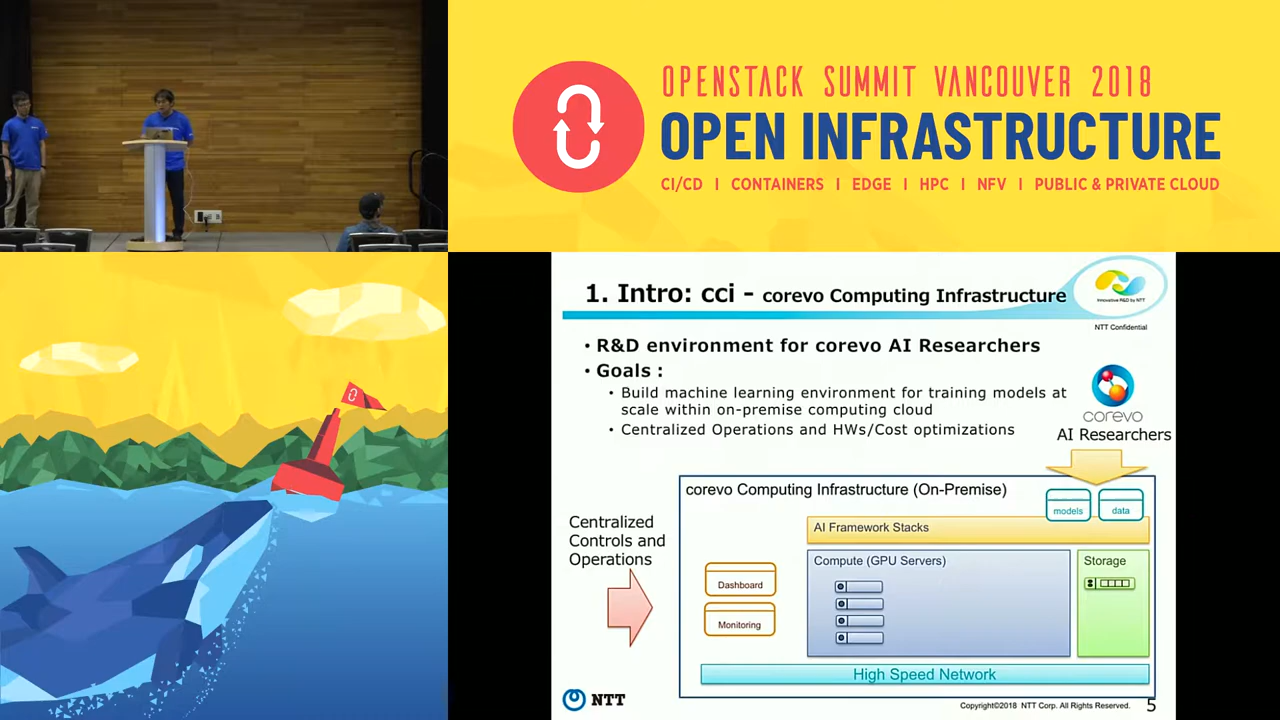 OPENSTACK SUMMIT VANCOUVER 2018
OPEN INFRASTRUCTURE
CI/CD | CONTAINERS | EDGE | HPC | NFV | PUBLIC & PRIVATE CLOUD
1. Intro: cci - corevo Computing Infrastructure
Innovative R&D by NTT
NTT Confidential
• R&D environment for corevo AI Researchers
• Goals :
• Build machine learning environment for training models at
scale within on-premise computing cloud
• Centralized Operations and HWs/Cost optimizations
corevo
AI Researchers
corevo Computing Infrastructure (On-Premise)
models
data
Centralized
Controls and
Operations
AI Framework Stacks
Compute (GPU Servers)
Storage
Dashboard
Monitoring
High Speed Network
NTT
Copyright©2018 NTT Corp. All Rights Reserved.
5